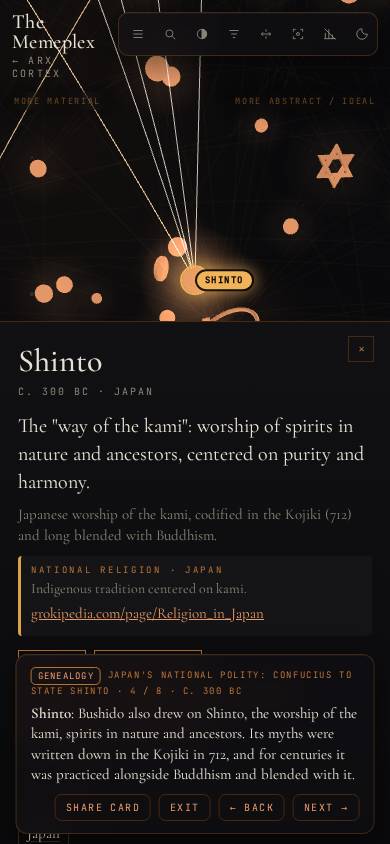 The
Memeplex
← ARX
CORTEX
MORE MATERIAL
MORE ABSTRACT / IDEAL
SHINTO
Shinto
×
C. 300 BC · JAPAN
The "way of the kami": worship of spirits in
nature and ancestors, centered on purity and
harmony.
Japanese worship of the kami, codified in the Kojiki (712)
and long blended with Buddhism.
NATIONAL RELIGION · JAPAN
Indigenous tradition centered on kami.
grokipedia.com/page/Religion_in_Japan
GENEALOGY JAPAN'S NATIONAL POLITY: CONFUCIUS TO
STATE SHINTO · 4 / 8 · C. 300 BC
Shinto: Bushido also drew on Shinto, the worship of the
kami, spirits in nature and ancestors. Its myths were
written down in the Kojiki in 712, and for centuries it
was practiced alongside Buddhism and blended with it.
SHARE CARD
EXIT
← BACK
NEXT →
Japan